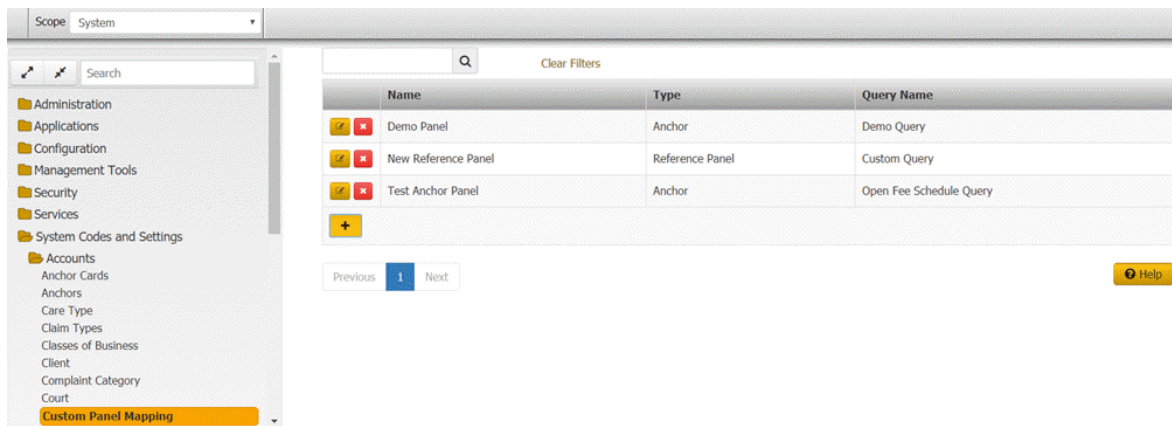 Scope System
Search
Administration
Applications
Configuration
Management Tools
Security
Services
System Codes and Settings
Accounts
Anchor Cards
Anchors
Care Type
Claim Types
Classes of Business
Client
Complaint Category
Court
Custom Panel Mapping
Clear Filters
Name Type Query Name
Demo Panel Anchor Demo Query
New Reference Panel Reference Panel Custom Query
Test Anchor Panel Anchor Open Fee Schedule Query
+
Previous 1 Next
Help